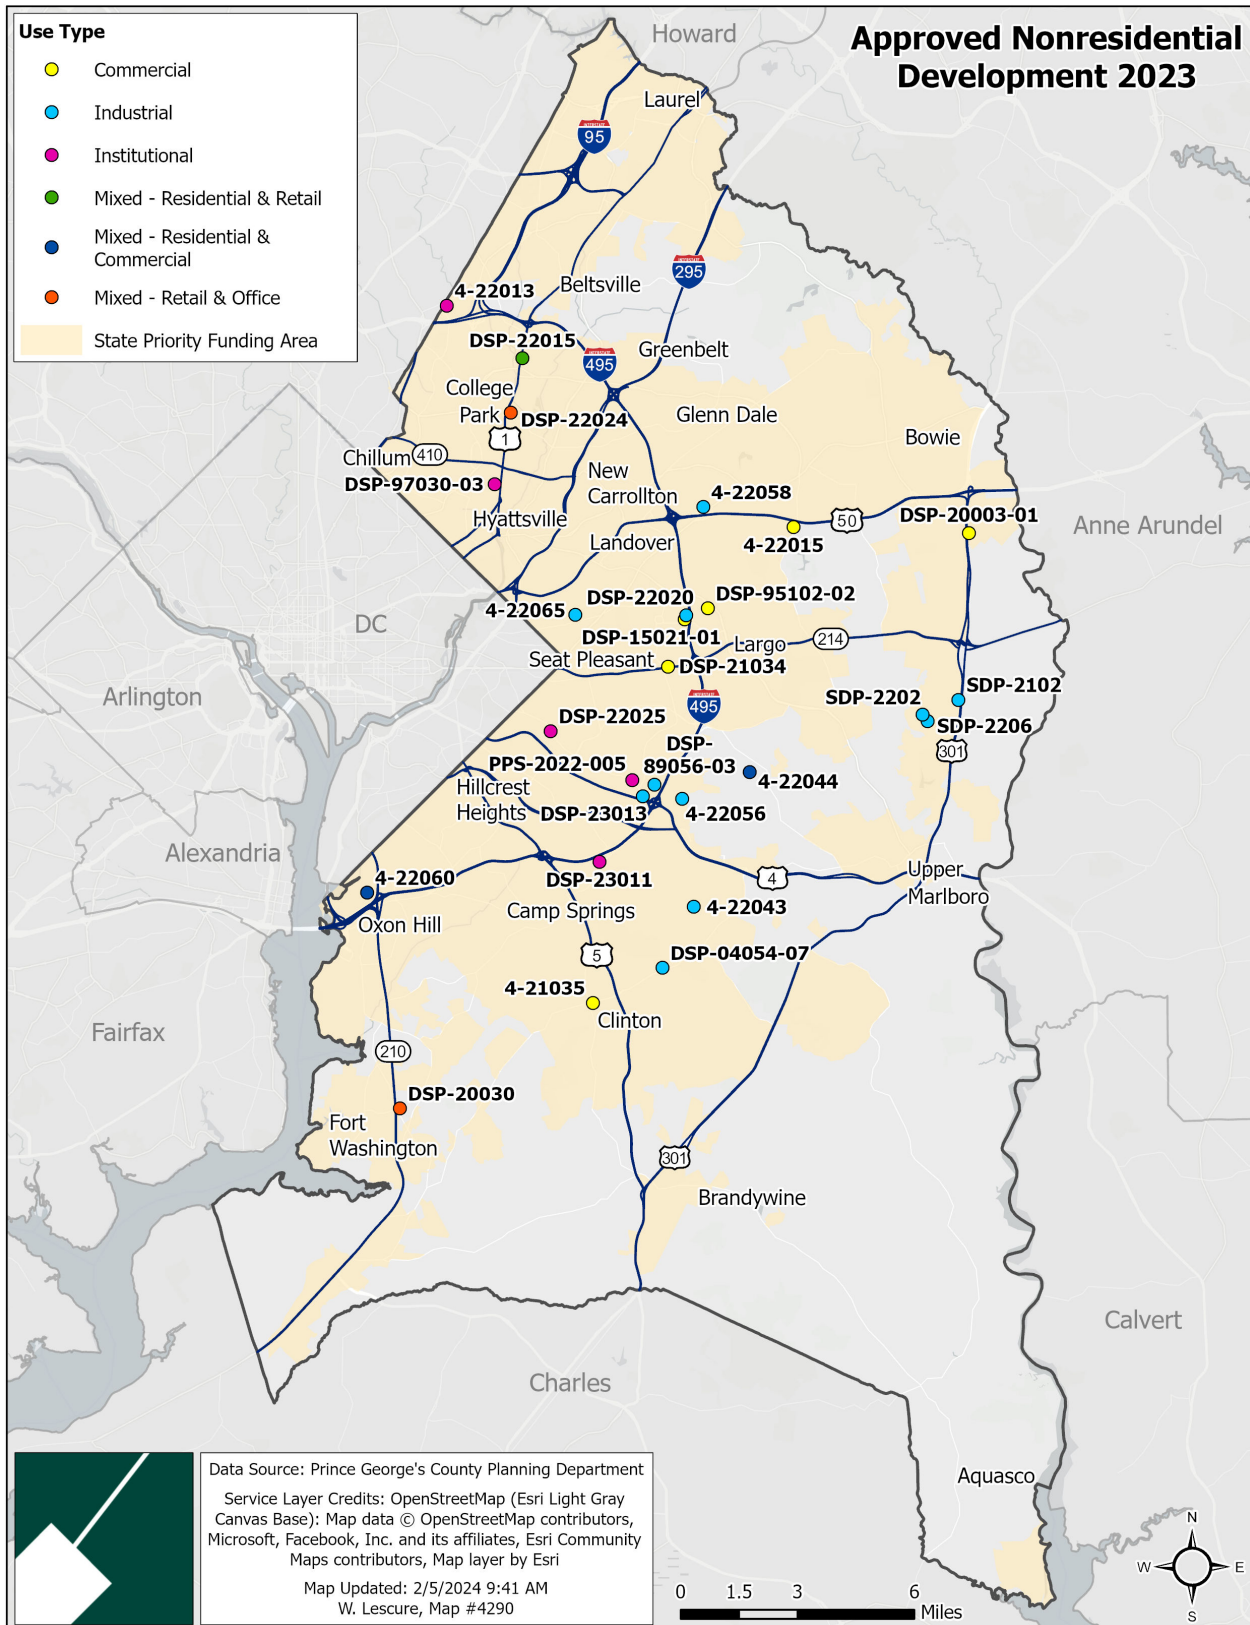 Approved Nonresidential
Development 2023
Use Type
Commercial
Industrial
Institutional
Mixed - Residential & Retail
Mixed - Residential &
Commercial
Mixed - Retail & Office
State Priority Funding Area
Howard
Laurel
INTERSTATE
95
INTERSTATE
295
Beltsville
4-22013
DSP-22015
INTERSTATE
495
Greenbelt
College
Park
DSP-22024
Glenn Dale
1
Bowie
Chillum
410
DSP-97030-03
New
Carrollton
4-22058
Hyattsville
50
DSP-20003-01
Anne Arundel
4-22015
Landover
4-22065
DSP-22020
DSP-95102-02
DC
DSP-15021-01
Largo
214
Seat Pleasant
DSP-21034
Arlington
SDP-2102
SDP-2202
INTERSTATE
495
SDP-2206
DSP-22025
301
DSP-
89056-03
PPS-2022-005
4-22044
Hillcrest
Heights
DSP-23013
4-22056
Alexandria
4-22060
DSP-23011
4
Upper
Marlboro
Camp Springs
4-22043
Oxon Hill
5
DSP-04054-07
4-21035
Clinton
Fairfax
210
DSP-20030
Fort
Washington
301
Brandywine
Calvert
Charles
Aquasco
Data Source: Prince George's County Planning Department
Service Layer Credits: OpenStreetMap (Esri Light Gray
Canvas Base): Map data © OpenStreetMap contributors,
Microsoft, Facebook, Inc. and its affiliates, Esri Community
Maps contributors, Map layer by Esri
Map Updated: 2/5/2024 9:41 AM
W. Lescure, Map #4290
0 1.5 3 6
Miles
N
W E
S